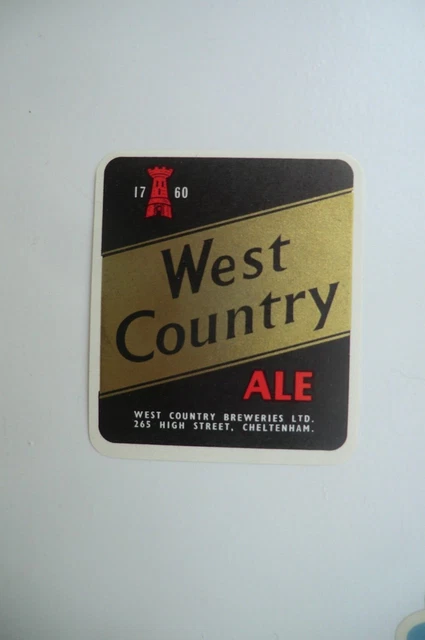 17 60
West
Country
ALE
WEST COUNTRY BREWERIES LTD.
265 HIGH STREET, CHELTENHAM.